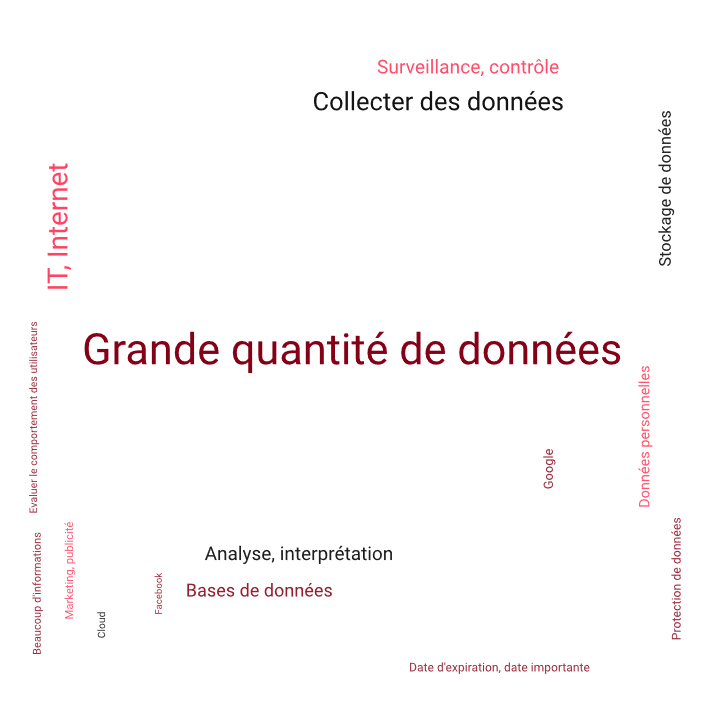 Surveillance, contrôle
Collecter des données
Stockage de données
IT, Internet
Grande quantité de données
Evaluer le comportement des utilisateurs
Données personnelles
Google
Protection de données
Marketing, publicité
Beaucoup d'informations
Analyse, interprétation
Facebook
Bases de données
Cloud
Date d'expiration, date importante